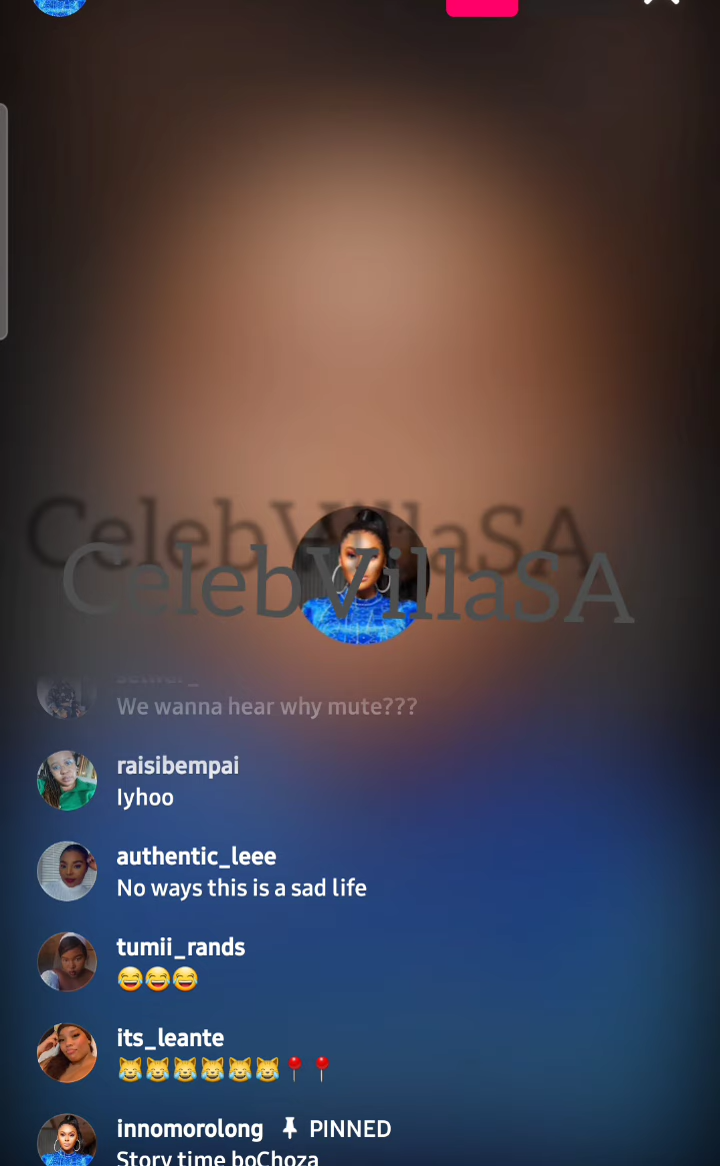 CelebVillaSA
CelebVillaSA
We wanna hear why mute???
raisibempai
Iyhoo
authentic_leee
No ways this is a sad life
tumii_rands
😂😂😂
its_leante
😹😹😹😹😹😹📍📍
innomorolong 📌 PINNED
Story time boChoza